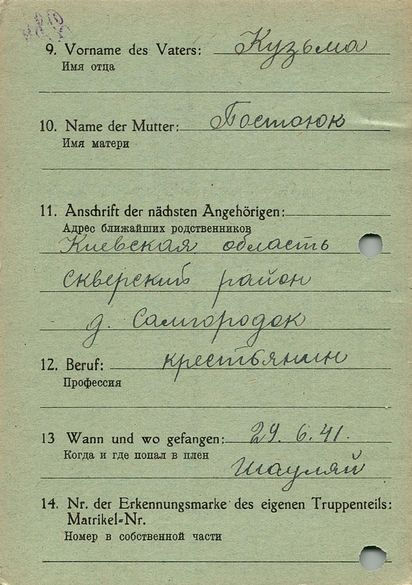 9. Vorname des Vaters: Кузьма
Имя отца
10. Name der Mutter: Гостоюк
Имя матери
11. Anschrift der nächsten Angehörigen:
Адрес ближайших родственников
Киевская область
сквирский район
д. Самгородок
12. Beruf: крестьянин
Профессия
13 Wann und wo gefangen: 29.6.41.
Когда и где попал в плен
Шауляй
14. Nr. der Erkennungsmarke des eigenen Truppenteils:
Matrikel-Nr.
Номер в собственной части